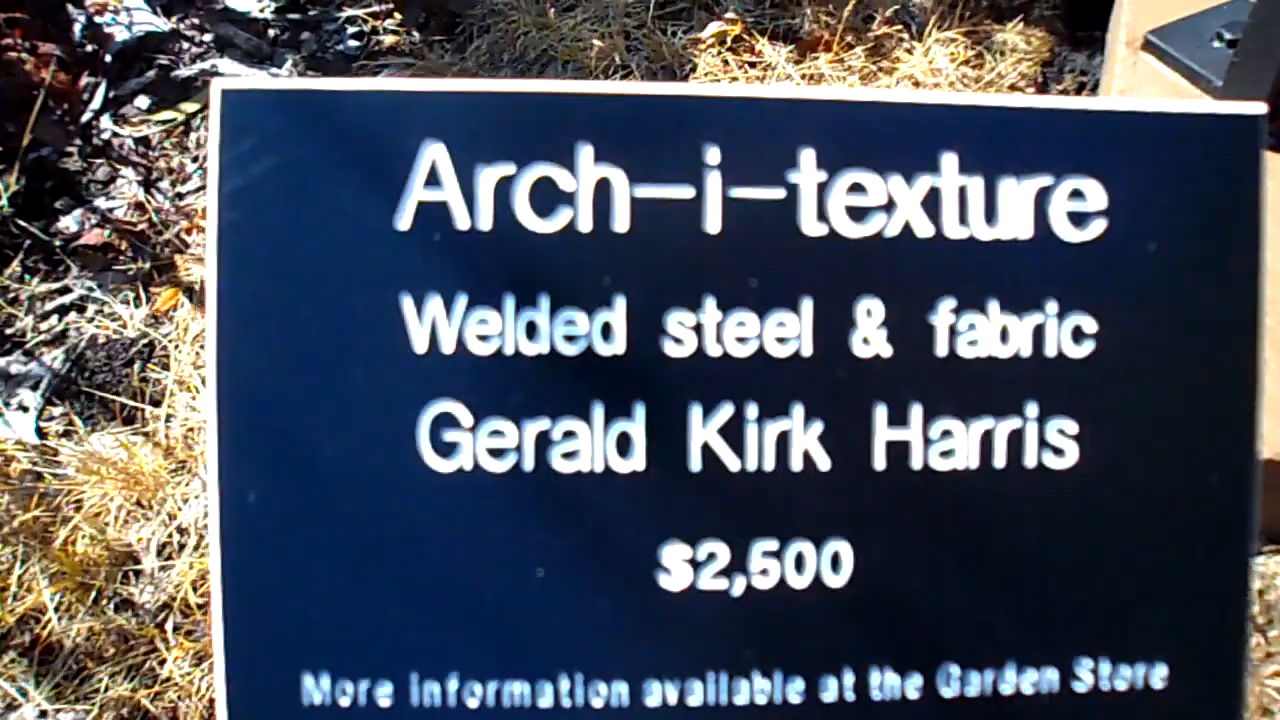 Arch-i-texture
Welded steel & fabric
Gerald Kirk Harris
$2,500
More information available at the Garden Store